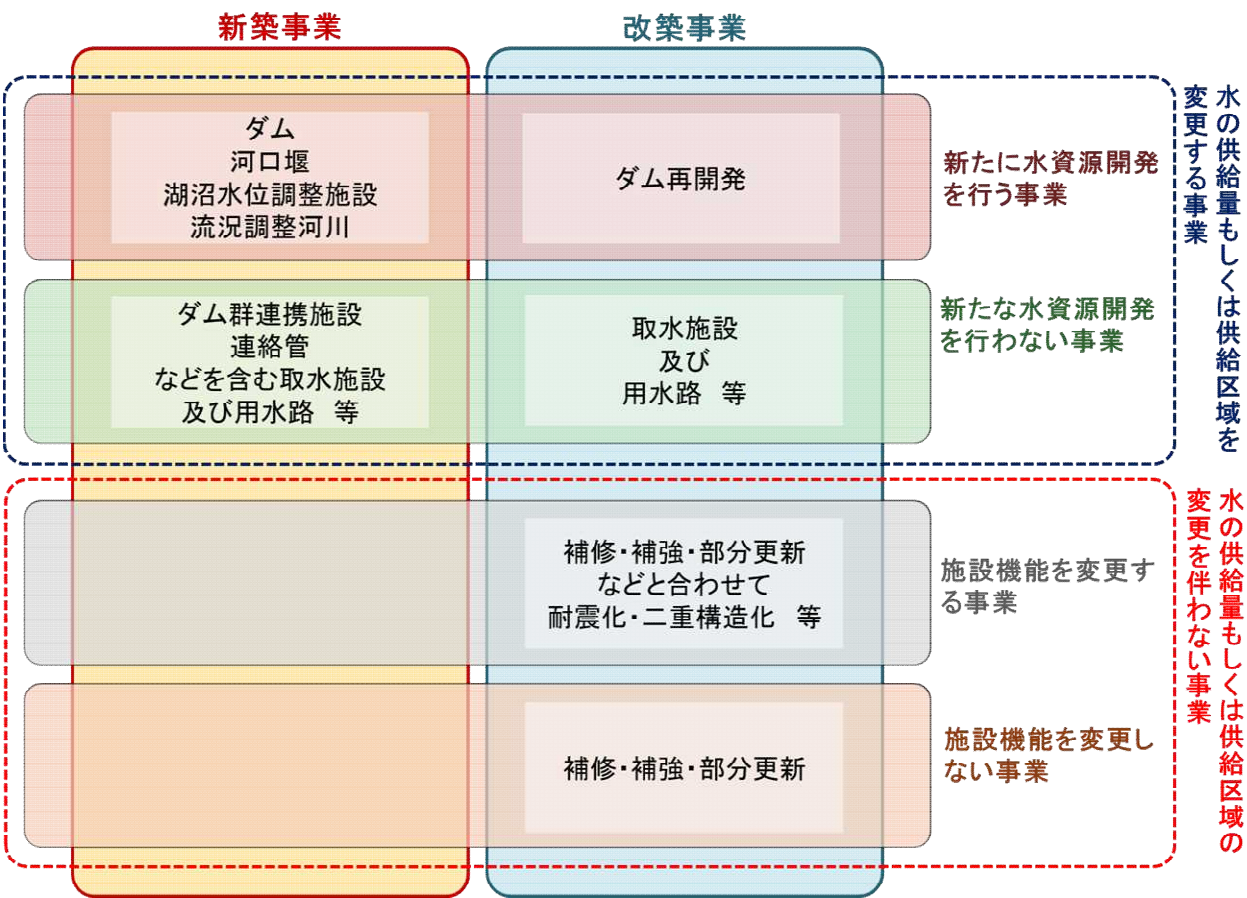 新築事業
改築事業
ダム
河口堰
湖沼水位調整施設
流況調整河川
ダム再開発
新たに水資源開発
を行う事業
ダム群連携施設
連絡管
などを含む取水施設
及び用水路　等
取水施設
及び
用水路　等
新たな水資源開発
を行わない事業
水の供給量もしくは供給区域を
変更する事業
補修・補強・部分更新
などと合わせて
耐震化・二重構造化　等
施設機能を変更す
る事業
補修・補強・部分更新
施設機能を変更し
ない事業
水の供給量もしくは供給区域の
変更を伴わない事業